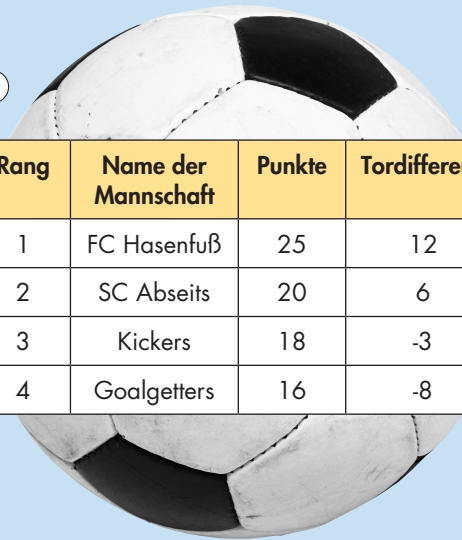 Rang Name der Mannschaft Punkte Tordifferen
1 FC Hasenfuß 25 12
2 SC Abseits 20 6
3 Kickers 18 -3
4 Goalgetters 16 -8